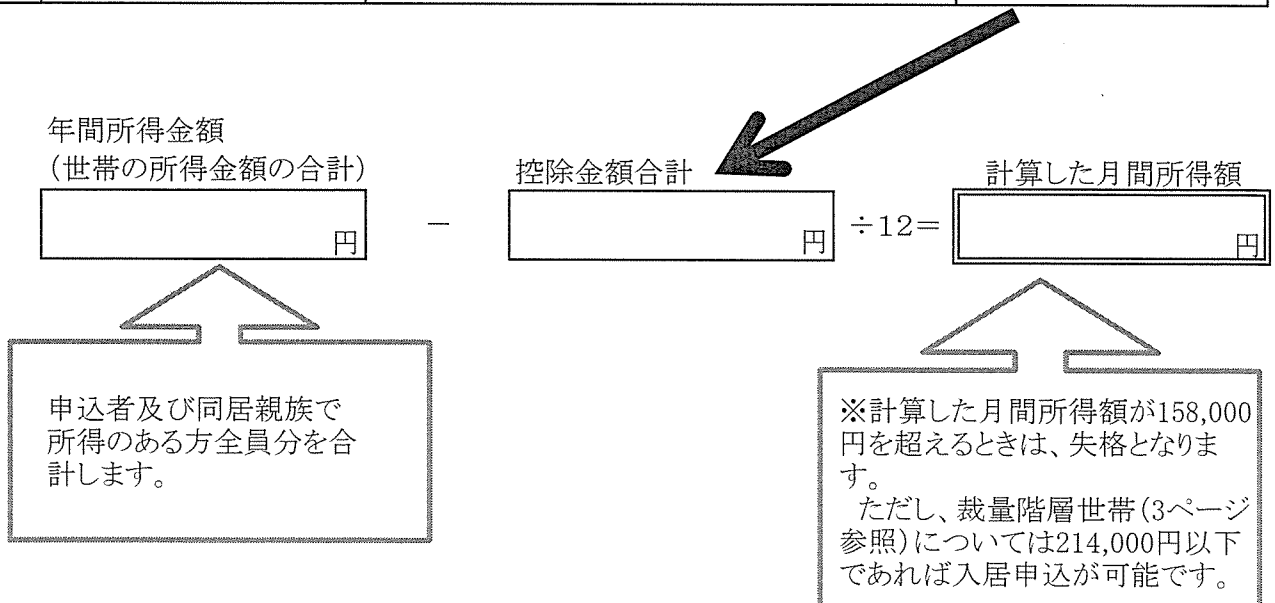 年間所得金額
(世帯の所得金額の合計)
控除金額合計
計算した月間所得額
円 － 円 ÷12＝ 円
申込者及び同居親族で
所得のある方全員分を合
計します。
※計算した月間所得額が158,000
円を超えるときは、失格となりま
す。
ただし、裁量階層世帯(3ページ
参照)については214,000円以下
であれば入居申込が可能です。